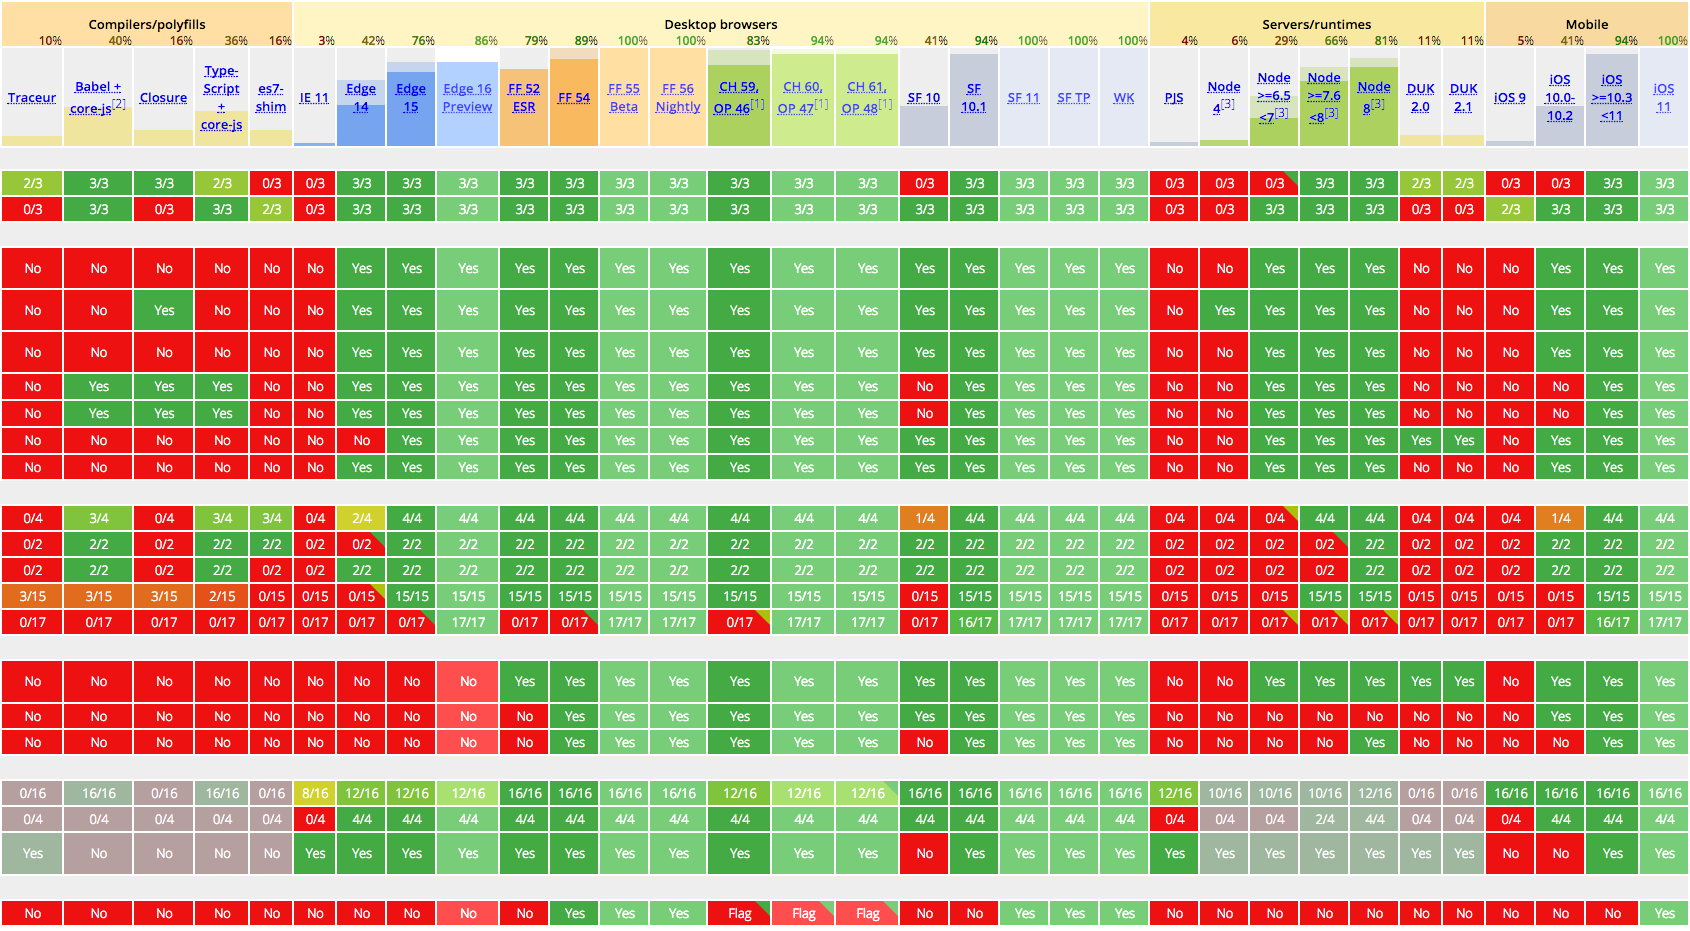 Compilers/polyfills Desktop browsers Servers/runtimes Mobile
10% 40% 16% 36% 16% 3% 42% 76% 86% 79% 89% 100% 100% 83% 94% 94% 41% 94% 100% 100% 100% 4% 6% 29% 66% 81% 11% 11% 5% 41% 94% 100%
Traceur Babel + core-js[2] Closure Type-Script + core-js es7-shim IE 11 Edge 14 Edge 15 Edge 16 Preview FF 52 ESR FF 54 FF 55 Beta FF 56 Nightly CH 59, OP 46[1] CH 60, OP 47[1] CH 61, OP 48[1] SF 10 SF 10.1 SF 11 SF TP WK PJS Node 4[3] Node >=6.5 <7[3] Node >=7.6 <8[3] Node 8[3] DUK 2.0 DUK 2.1 iOS 9 iOS 10.0-10.2 iOS >=10.3 <11 iOS 11
2/3 3/3 3/3 2/3 0/3 0/3 3/3 3/3 3/3 3/3 3/3 3/3 3/3 3/3 3/3 3/3 0/3 3/3 3/3 3/3 3/3 0/3 0/3 0/3 3/3 3/3 2/3 2/3 0/3 0/3 3/3 3/3
0/3 3/3 0/3 3/3 2/3 0/3 3/3 3/3 3/3 3/3 3/3 3/3 3/3 3/3 3/3 3/3 3/3 3/3 3/3 3/3 3/3 0/3 0/3 3/3 3/3 3/3 0/3 0/3 2/3 3/3 3/3 3/3
No No No No No No Yes Yes Yes Yes Yes Yes Yes Yes Yes Yes Yes Yes Yes Yes Yes No No Yes Yes Yes No No No Yes Yes Yes
No No Yes No No No Yes Yes Yes Yes Yes Yes Yes Yes Yes Yes Yes Yes Yes Yes Yes No Yes Yes Yes Yes No No No Yes Yes Yes
No No No No No No Yes Yes Yes Yes Yes Yes Yes Yes Yes Yes Yes Yes Yes Yes Yes No No Yes Yes Yes No No No Yes Yes Yes
No Yes Yes Yes No No Yes Yes Yes Yes Yes Yes Yes Yes Yes Yes No Yes Yes Yes Yes No No Yes Yes Yes No No No No Yes Yes
No Yes Yes Yes No No Yes Yes Yes Yes Yes Yes Yes Yes Yes Yes No Yes Yes Yes Yes No No Yes Yes Yes No No No No Yes Yes
No No No No No No No Yes Yes Yes Yes Yes Yes Yes Yes Yes Yes Yes Yes Yes Yes No No Yes Yes Yes Yes Yes No Yes Yes Yes
No No No No No No Yes Yes Yes Yes Yes Yes Yes Yes Yes Yes Yes Yes Yes Yes Yes No No Yes Yes Yes No No No Yes Yes Yes
0/4 3/4 0/4 3/4 3/4 0/4 2/4 4/4 4/4 4/4 4/4 4/4 4/4 4/4 4/4 4/4 1/4 4/4 4/4 4/4 4/4 0/4 0/4 0/4 4/4 4/4 0/4 0/4 0/4 1/4 4/4 4/4
0/2 2/2 0/2 2/2 2/2 0/2 0/2 2/2 2/2 2/2 2/2 2/2 2/2 2/2 2/2 2/2 2/2 2/2 2/2 2/2 2/2 0/2 0/2 0/2 0/2 2/2 0/2 0/2 0/2 2/2 2/2 2/2
0/2 2/2 0/2 2/2 0/2 0/2 2/2 2/2 2/2 2/2 2/2 2/2 2/2 2/2 2/2 2/2 2/2 2/2 2/2 2/2 2/2 0/2 0/2 0/2 0/2 2/2 0/2 0/2 0/2 2/2 2/2 2/2
3/15 3/15 3/15 2/15 0/15 0/15 0/15 15/15 15/15 15/15 15/15 15/15 15/15 15/15 15/15 15/15 0/15 15/15 15/15 15/15 15/15 0/15 0/15 0/15 15/15 15/15 0/15 0/15 0/15 0/15 15/15 15/15
0/17 0/17 0/17 0/17 0/17 0/17 0/17 0/17 17/17 0/17 0/17 17/17 17/17 0/17 17/17 17/17 0/17 16/17 17/17 17/17 17/17 0/17 0/17 0/17 0/17 0/17 0/17 0/17 0/17 0/17 16/17 17/17
No No No No No No No No No Yes Yes Yes Yes Yes Yes Yes Yes Yes Yes Yes Yes No No Yes Yes Yes Yes Yes No Yes Yes Yes
No No No No No No No No No No Yes Yes Yes Yes Yes Yes Yes Yes Yes Yes Yes No No No No No No No No Yes Yes Yes
No No No No No No No No No No Yes Yes Yes Yes Yes Yes No Yes Yes Yes Yes No No No No Yes No No No No Yes Yes
0/16 16/16 0/16 16/16 0/16 8/16 12/16 12/16 12/16 16/16 16/16 16/16 16/16 12/16 12/16 12/16 16/16 16/16 16/16 16/16 16/16 12/16 10/16 10/16 10/16 12/16 0/16 0/16 16/16 16/16 16/16 16/16
0/4 0/4 0/4 0/4 0/4 0/4 4/4 4/4 4/4 4/4 4/4 4/4 4/4 4/4 4/4 4/4 4/4 4/4 4/4 4/4 4/4 0/4 0/4 0/4 2/4 4/4 0/4 0/4 0/4 4/4 4/4 4/4
Yes No No No No Yes Yes Yes Yes Yes Yes Yes Yes Yes Yes Yes No Yes Yes Yes Yes Yes Yes Yes Yes Yes Yes Yes No No Yes Yes
No No No No No No No No No No Yes Yes Yes Flag Flag Flag No No Yes Yes Yes No No No No No No No No No No Yes